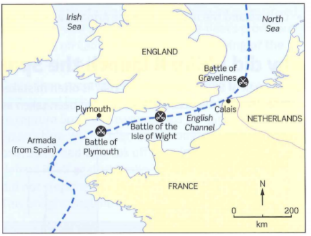 Irish
Sea
North
Sea
ENGLAND
Battle of
Gravelines
Plymouth
Calais
NETHERLANDS
English
Channel
Battle of the
Isle of Wight
Battle of
Plymouth
Armada
(from Spain)
FRANCE
N
0 200
km